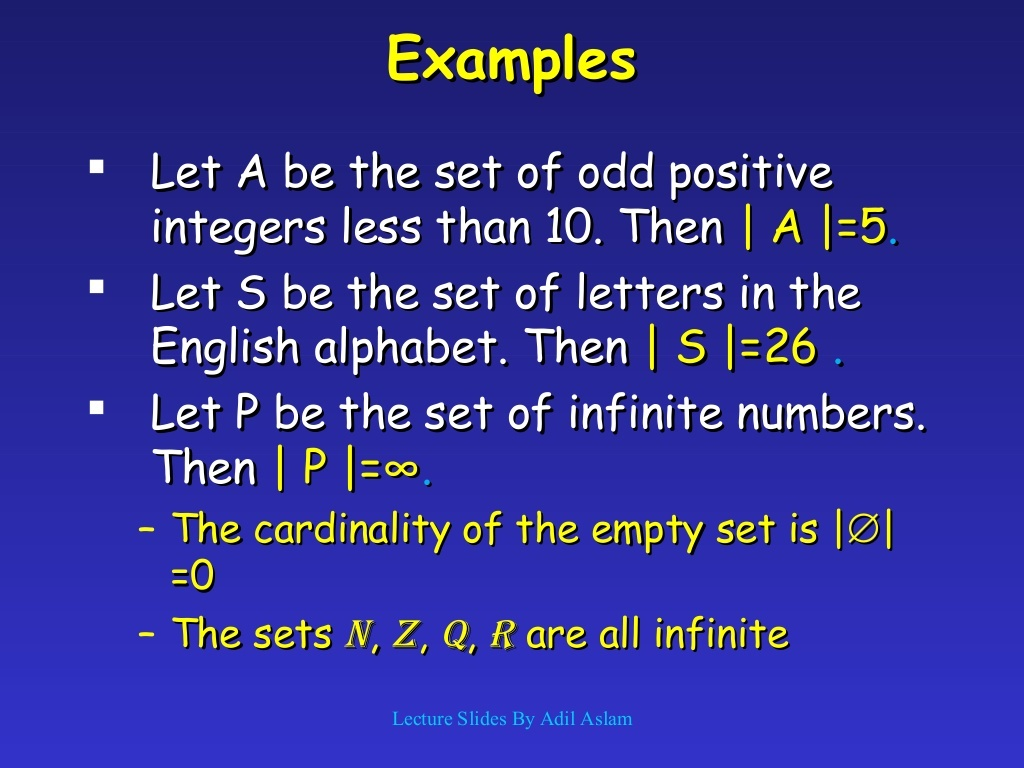 Examples
▪ Let A be the set of odd positive
integers less than 10. Then | A |=5.
▪ Let S be the set of letters in the
English alphabet. Then | S |=26 .
▪ Let P be the set of infinite numbers.
Then | P |=∞.
– The cardinality of the empty set is |∅|
=0
– The sets N, Z, Q, R are all infinite
Lecture Slides By Adil Aslam